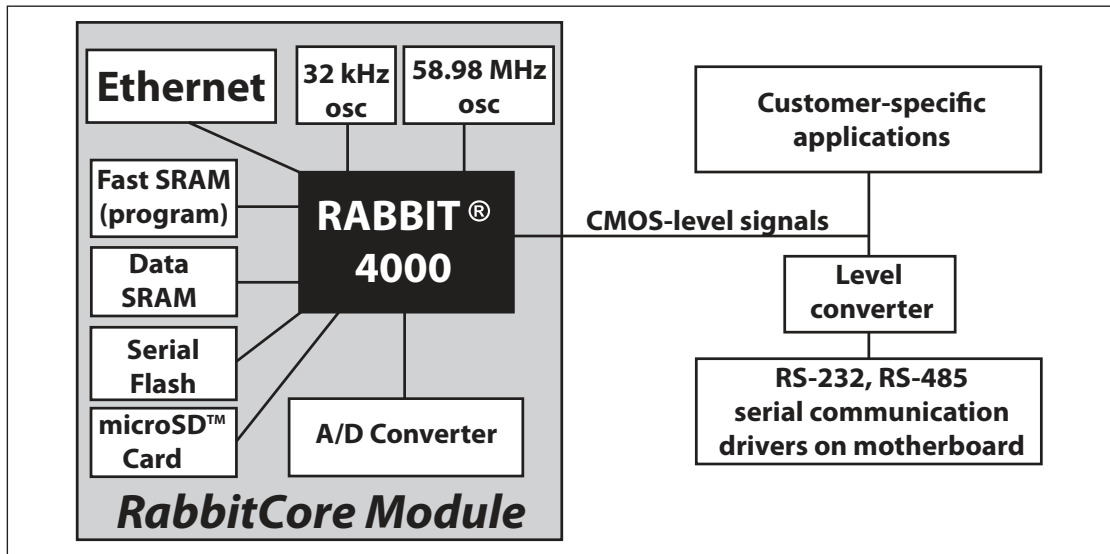 Ethernet
32 kHz
osc
58.98 MHz
osc
Fast SRAM
(program)
RABBIT ®
4000
Data
SRAM
Serial
Flash
microSD™
Card
A/D Converter
RabbitCore Module
CMOS-level signals
Customer-specific
applications
Level
converter
RS-232, RS-485
serial communication
drivers on motherboard